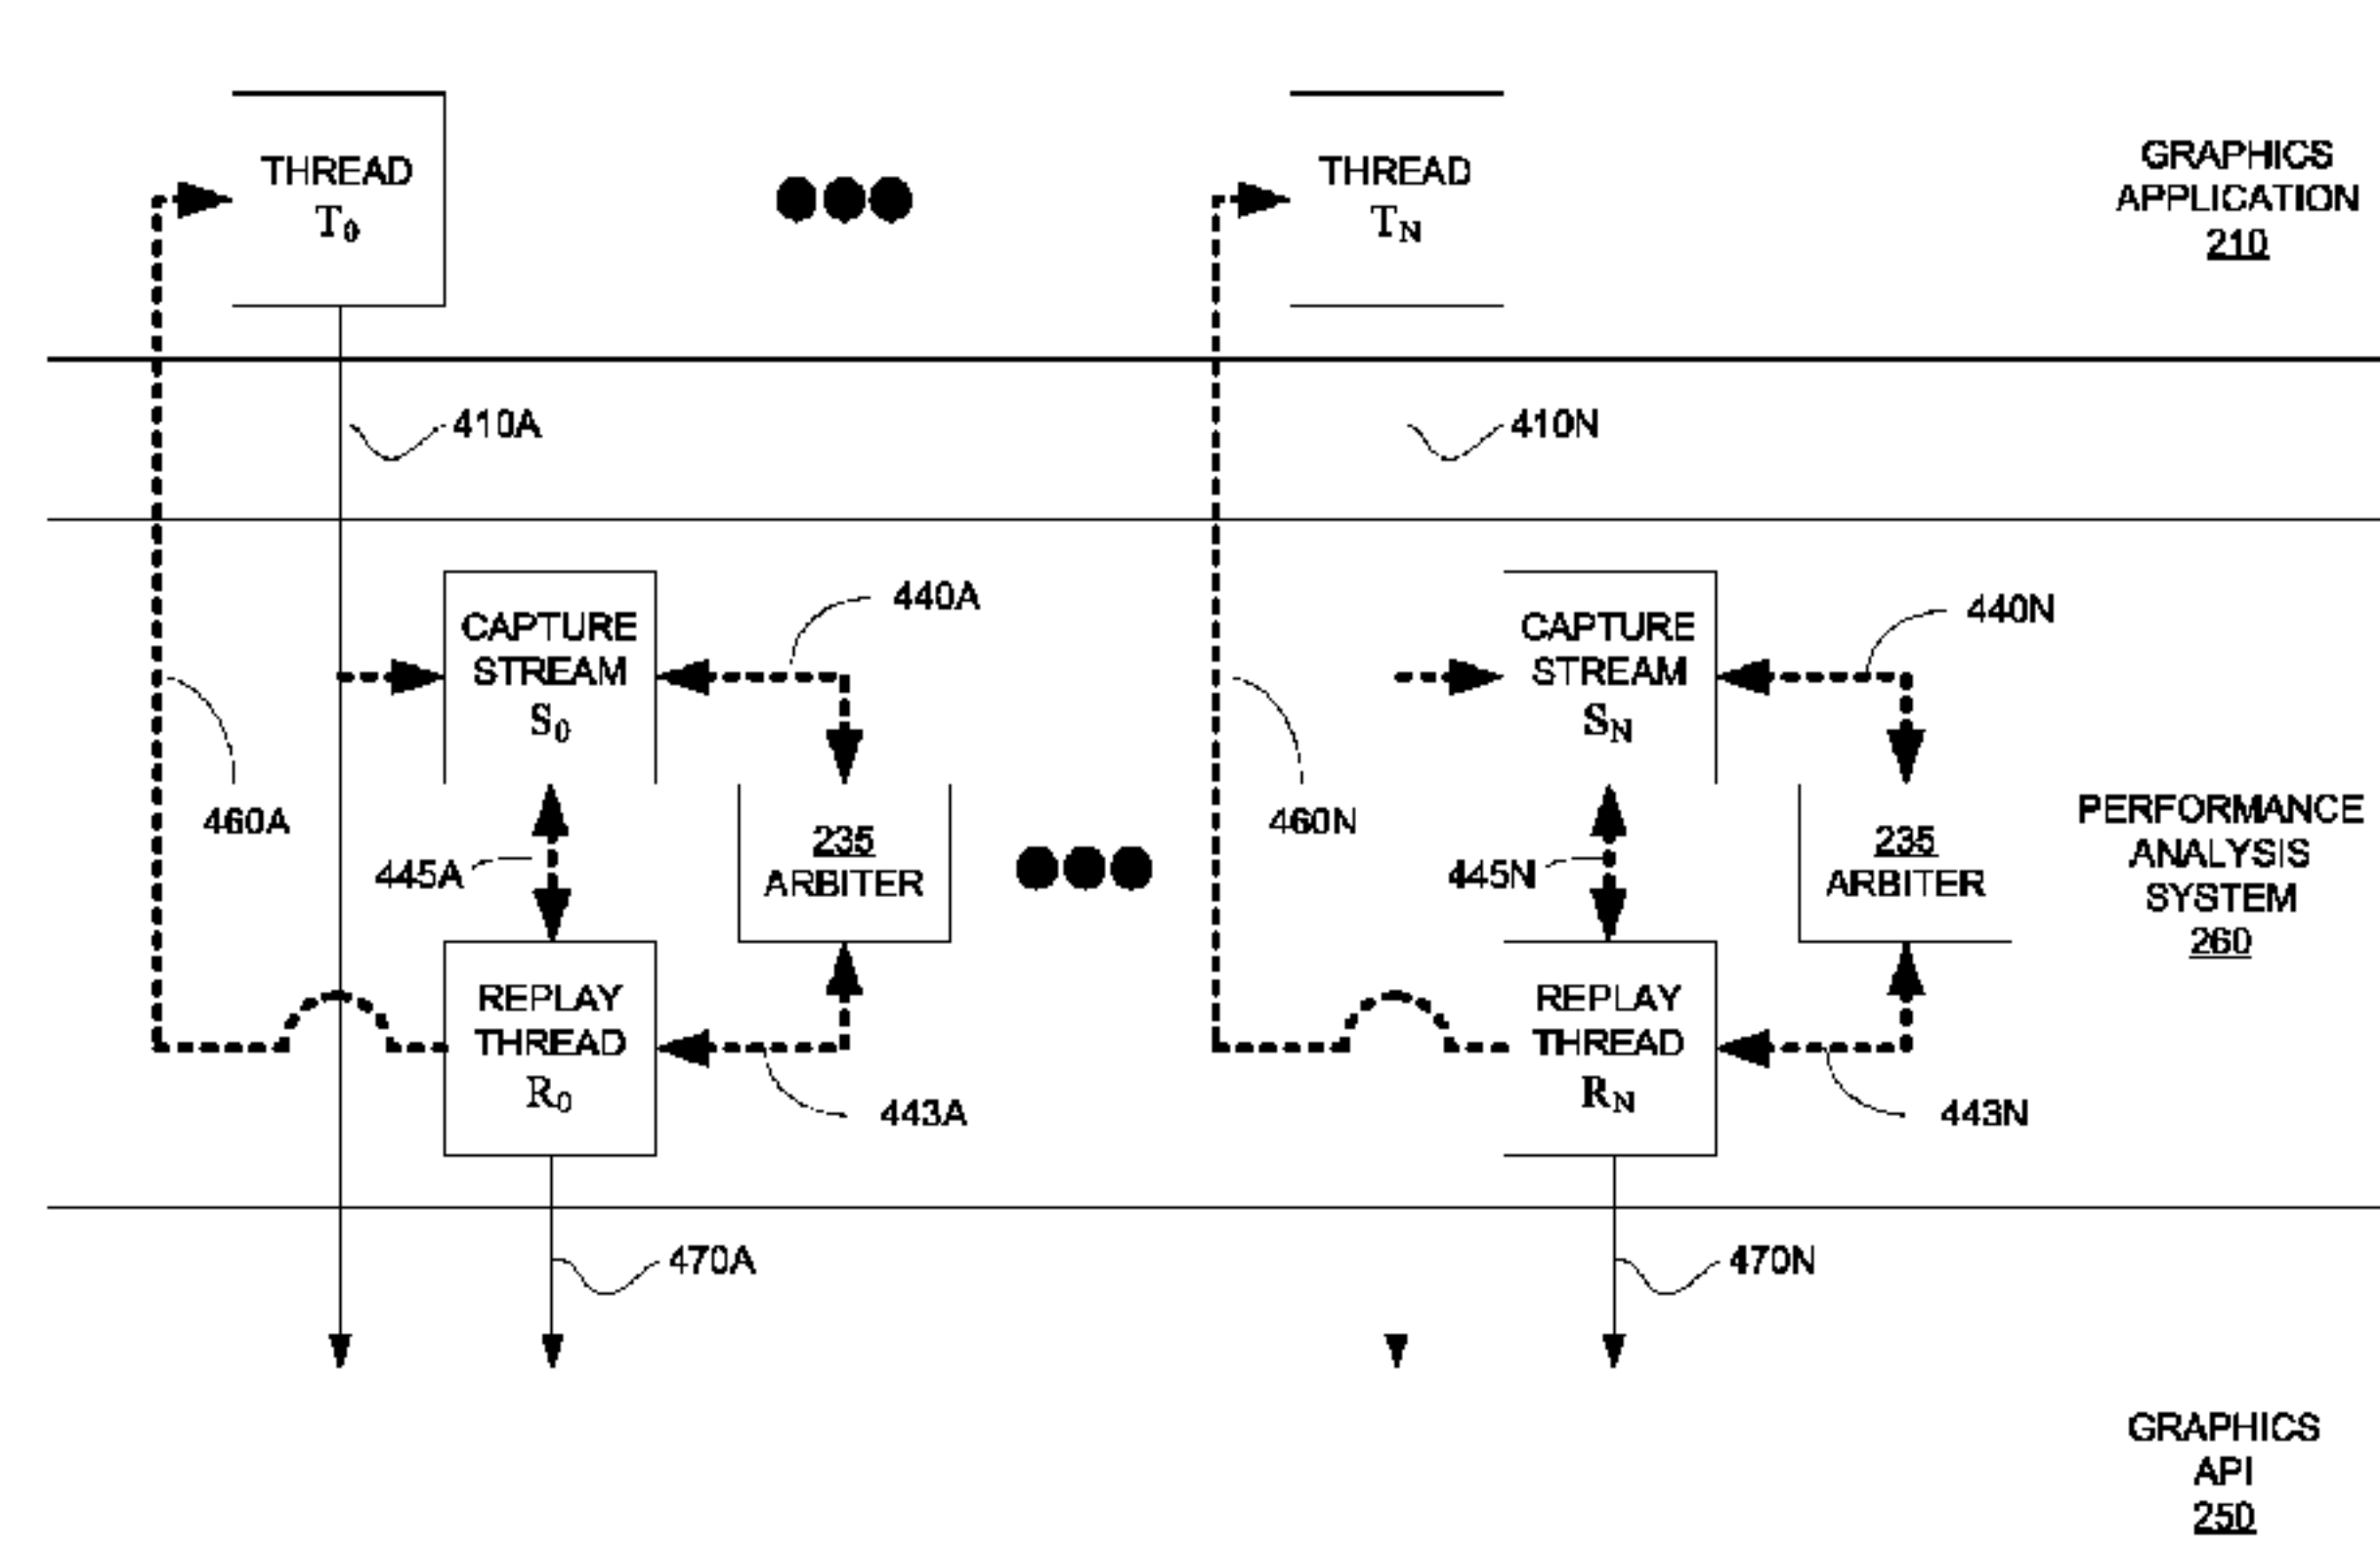 THREAD
T0
THREAD
TN
GRAPHICS
APPLICATION
210
410A
410N
CAPTURE
STREAM
S0
440A
CAPTURE
STREAM
SN
440N
460A
445A
235
ARBITER
460N
445N
235
ARBITER
PERFORMANCE
ANALYSIS
SYSTEM
260
REPLAY
THREAD
R0
443A
REPLAY
THREAD
RN
443N
470A
470N
GRAPHICS
API
250